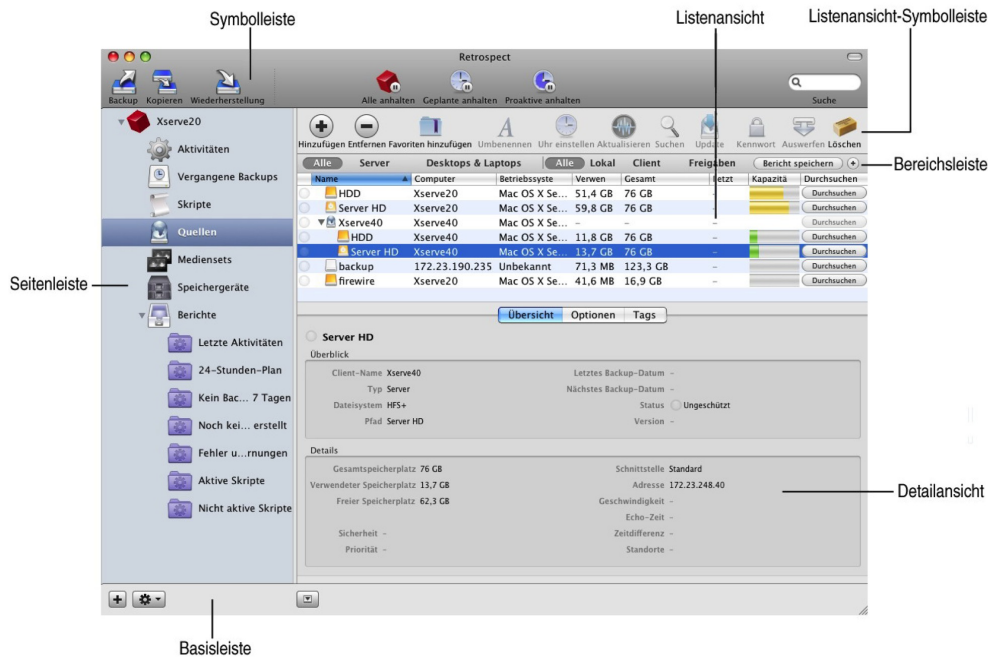 Symbolleiste
Listenansicht
Listenansicht-Symbolleiste
Retrospect
Backup Kopieren Wiederherstellung
Alle anhalten Geplante anhalten Proaktive anhalten
Suche
Xserve20
Aktivitäten
Vergangene Backups
Skripte
Quellen
Mediensets
Speichergeräte
Berichte
Letzte Aktivitäten
24-Stunden-Plan
Kein Bac... 7 Tagen
Noch kei... erstellt
Fehler u...rnungen
Aktive Skripte
Nicht aktive Skripte
Hinzufügen Entfernen Favoriten hinzufügen Umbenennen Uhr einstellen Aktualisieren Suchen Update Kennwort Auswerfen Löschen
Alle Server Desktops & Laptops Alle Lokal Client Freigaben Bericht speichern
Name Computer Betriebssyste Verwen Gesamt Letzt Kapazitä Durchsuchen
HDD Xserve20 Mac OS X Se... 51,4 GB 76 GB – Durchsuchen
Server HD Xserve20 Mac OS X Se... 59,8 GB 76 GB – Durchsuchen
Xserve40 Xserve40 Mac OS X Se... – – – Durchsuchen
HDD Xserve40 Mac OS X Se... 11,8 GB 76 GB – Durchsuchen
Server HD Xserve40 Mac OS X Se... 13,7 GB 76 GB – Durchsuchen
backup 172.23.190.235 Unbekannt 71,3 MB 123,3 GB – Durchsuchen
firewire Xserve20 Mac OS X Se... 41,6 MB 16,9 GB – Durchsuchen
Übersicht Optionen Tags
Server HD
Überblick
Client-Name Xserve40 Letztes Backup-Datum –
Typ Server Nächstes Backup-Datum –
Dateisystem HFS+ Status Ungeschützt
Pfad Server HD Version –
Details
Gesamtspeicherplatz 76 GB Schnittstelle Standard
Verwendeter Speicherplatz 13,7 GB Adresse 172.23.248.40
Freier Speicherplatz 62,3 GB Geschwindigkeit –
Echo-Zeit –
Sicherheit – Zeitdifferenz –
Priorität – Standorte –
Bereichsleiste
Seitenleiste
Detailansicht
Basisleiste